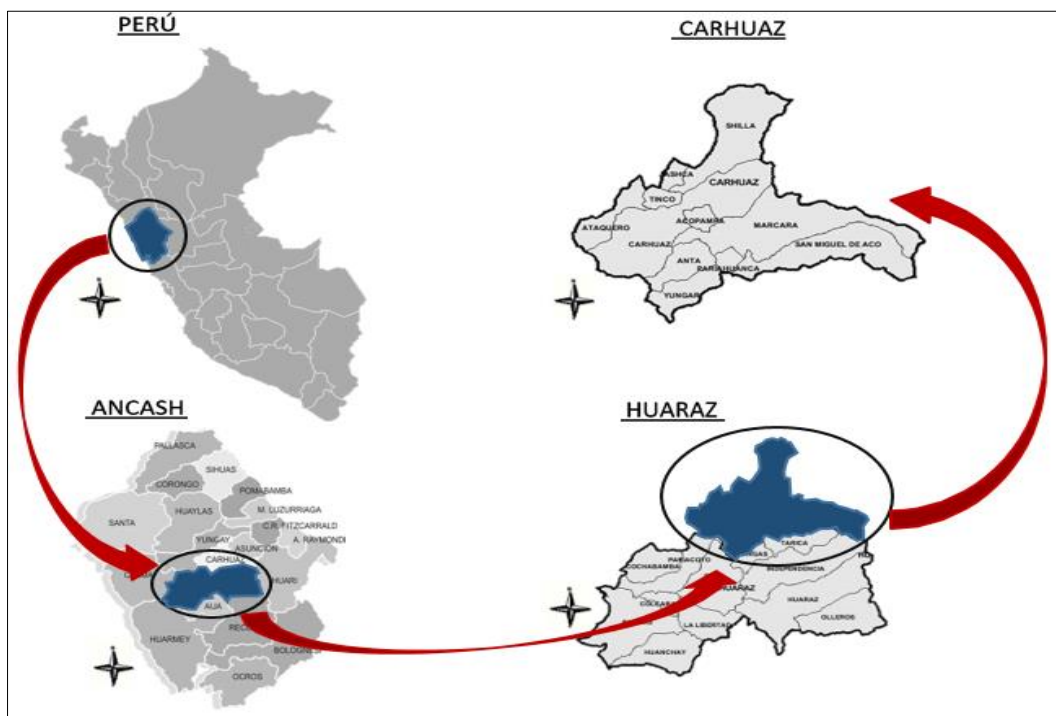 PERÚ
CARHUAZ
SHILLA
CARHUAZ
TINCO
ACOPAMPA
MARCARA
ATAQUERO
CARHUAZ
SAN MIGUEL DE ACO
ANTA
PARIAHUANCA
YUNGAR
ANCASH
PALLASCA
SIHUAS
CORONGO
POMABAMBA
M. LUZURRIAGA
HUAYLAS
SANTA
C.R. FITZCARRALD
YUNGAY
A. RAYMONDI
ASUNCION
CARHUAZ
HUARI
AIJA
HUARMEY
BOLOGNESI
OCROS
HUARAZ
TARICA
PARIACOTO
COCHABAMBA
INDEPENDENCIA
HUARAZ
HUARAZ
LA LIBERTAD
OLLEROS
HUANCHAY